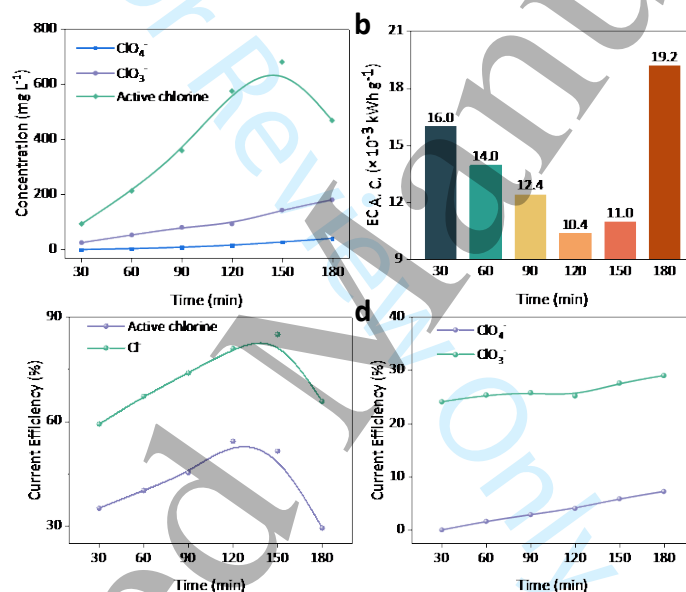 b
800
600
400
200
0
Concentration (mg L⁻¹)
ClO₄⁻
ClO₃⁻
Active chlorine
30 60 90 120 150 180
Time (min)
21
18
15
12
9
EC A. C. (× 10⁻³ kWh g⁻¹)
16.0
14.0
12.4
10.4
11.0
19.2
30 60 90 120 150 180
Time (min)
90
60
30
Current Efficiency (%)
Active chlorine
Cl⁻
30 60 90 120 150 180
Time (min)
d
40
30
20
10
0
Current Efficiency (%)
ClO₄⁻
ClO₃⁻
30 60 90 120 150 180
Time (min)
or Review Only